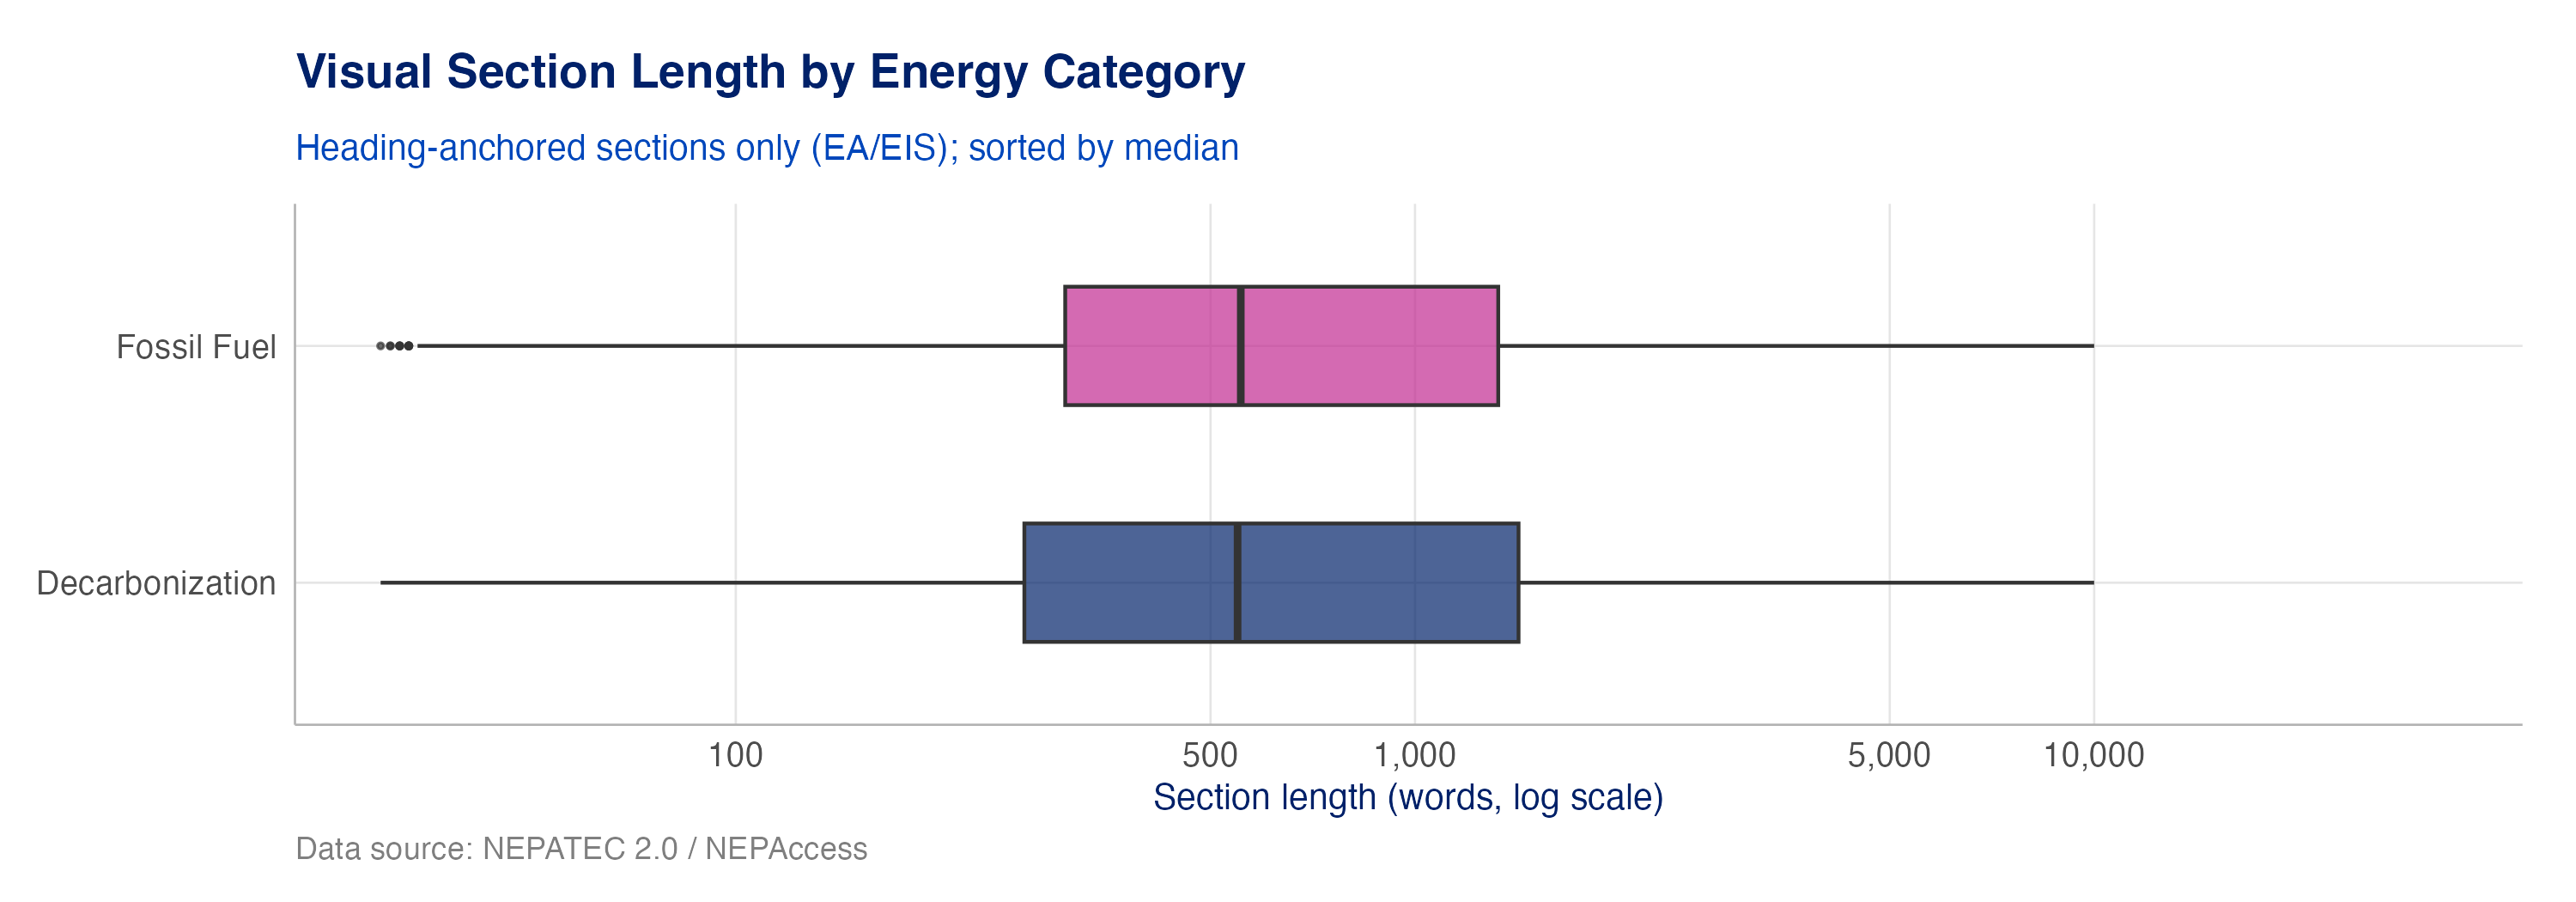 Visual Section Length by Energy Category
Heading-anchored sections only (EA/EIS); sorted by median
Fossil Fuel
Decarbonization
100 500 1,000 5,000 10,000
Section length (words, log scale)
Data source: NEPATEC 2.0 / NEPAccess